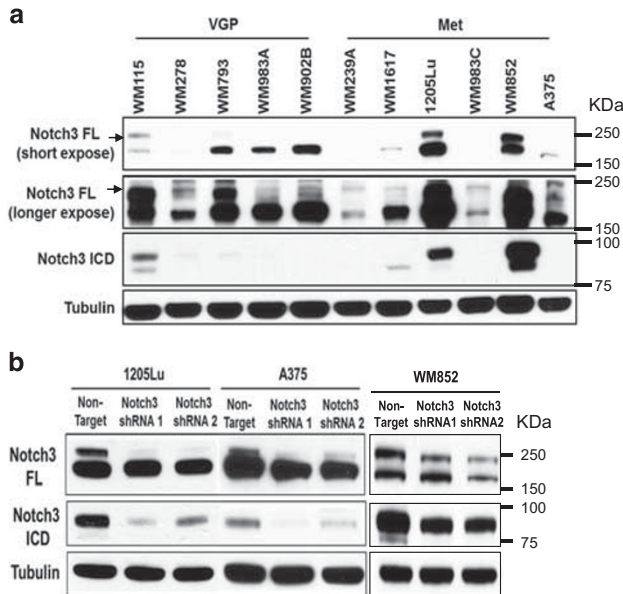 a
VGP Met
WM115 WM278 WM793 WM983A WM902B WM239A WM1617 1205Lu WM983C WM852 A375
KDa
Notch3 FL
(short expose)
250
150
Notch3 FL
(longer expose)
250
150
Notch3 ICD
100
75
Tubulin
b
1205Lu A375 WM852
Non-Target Notch3 shRNA 1 Notch3 shRNA 2 Non-Target Notch3 shRNA 1 Notch3 shRNA 2 Non-Target Notch3 shRNA1 Notch3 shRNA2
KDa
Notch3
FL
250
150
Notch3
ICD
100
75
Tubulin